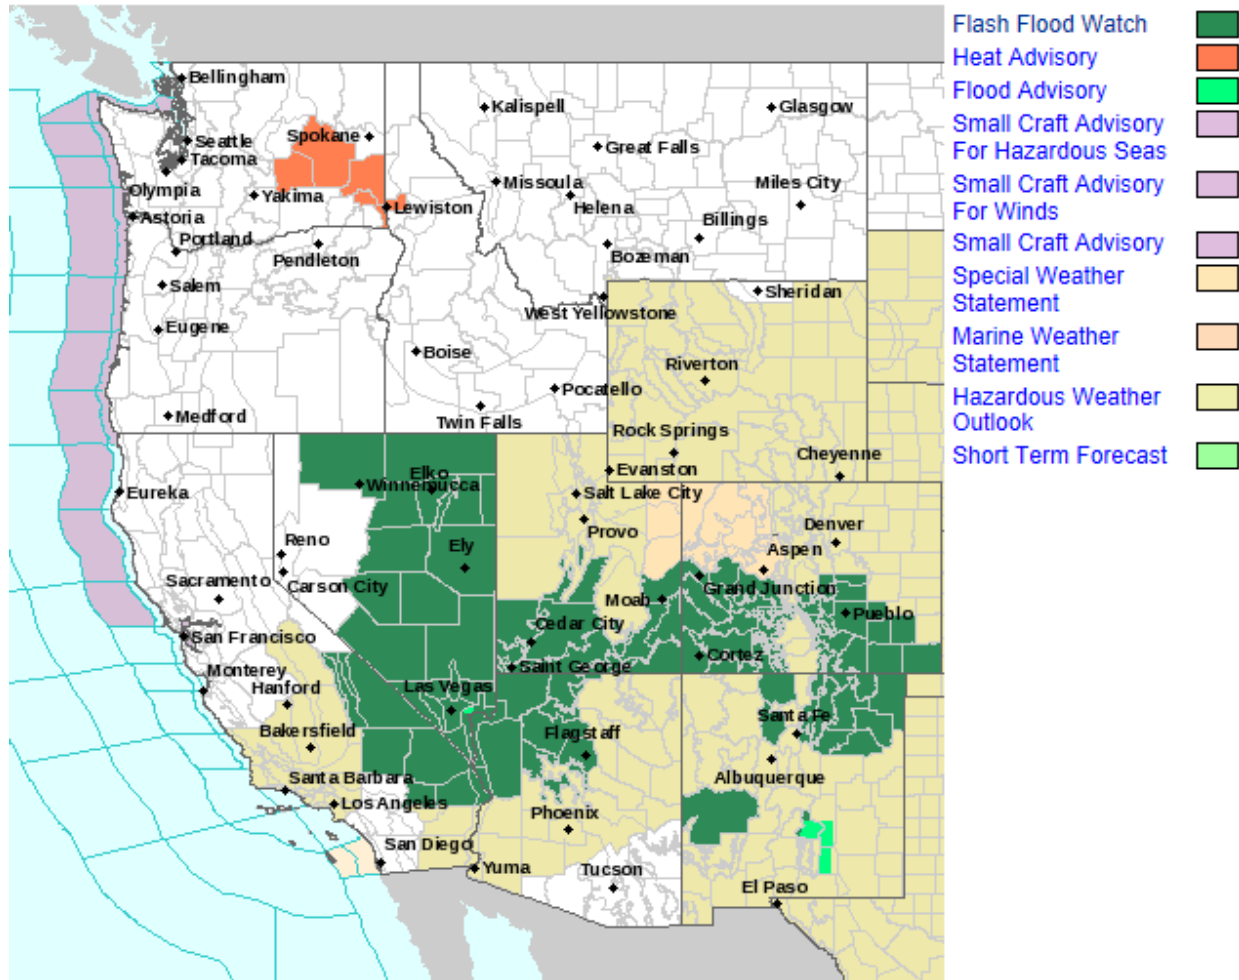 Flash Flood Watch
Heat Advisory
Flood Advisory
Small Craft Advisory
For Hazardous Seas
Small Craft Advisory
For Winds
Small Craft Advisory
Special Weather
Statement
Marine Weather
Statement
Hazardous Weather
Outlook
Short Term Forecast
Bellingham
Kalispell
Glasgow
Seattle
Spokane
Tacoma
Great Falls
Olympia
Yakima
Missoula
Miles City
Astoria
Lewiston
Helena
Billings
Portland
Pendleton
Bozeman
Salem
Sheridan
West Yellowstone
Eugene
Boise
Riverton
Pocatello
Medford
Twin Falls
Rock Springs
Cheyenne
Elko
Evanston
Winnemucca
Eureka
Salt Lake City
Provo
Denver
Reno
Ely
Aspen
Sacramento
Carson City
Grand Junction
Moab
Pueblo
Cedar City
San Francisco
Cortez
Saint George
Monterey
Hanford
Las Vegas
Santa Fe
Bakersfield
Flagstaff
Santa Barbara
Albuquerque
Los Angeles
Phoenix
San Diego
Yuma
Tucson
El Paso